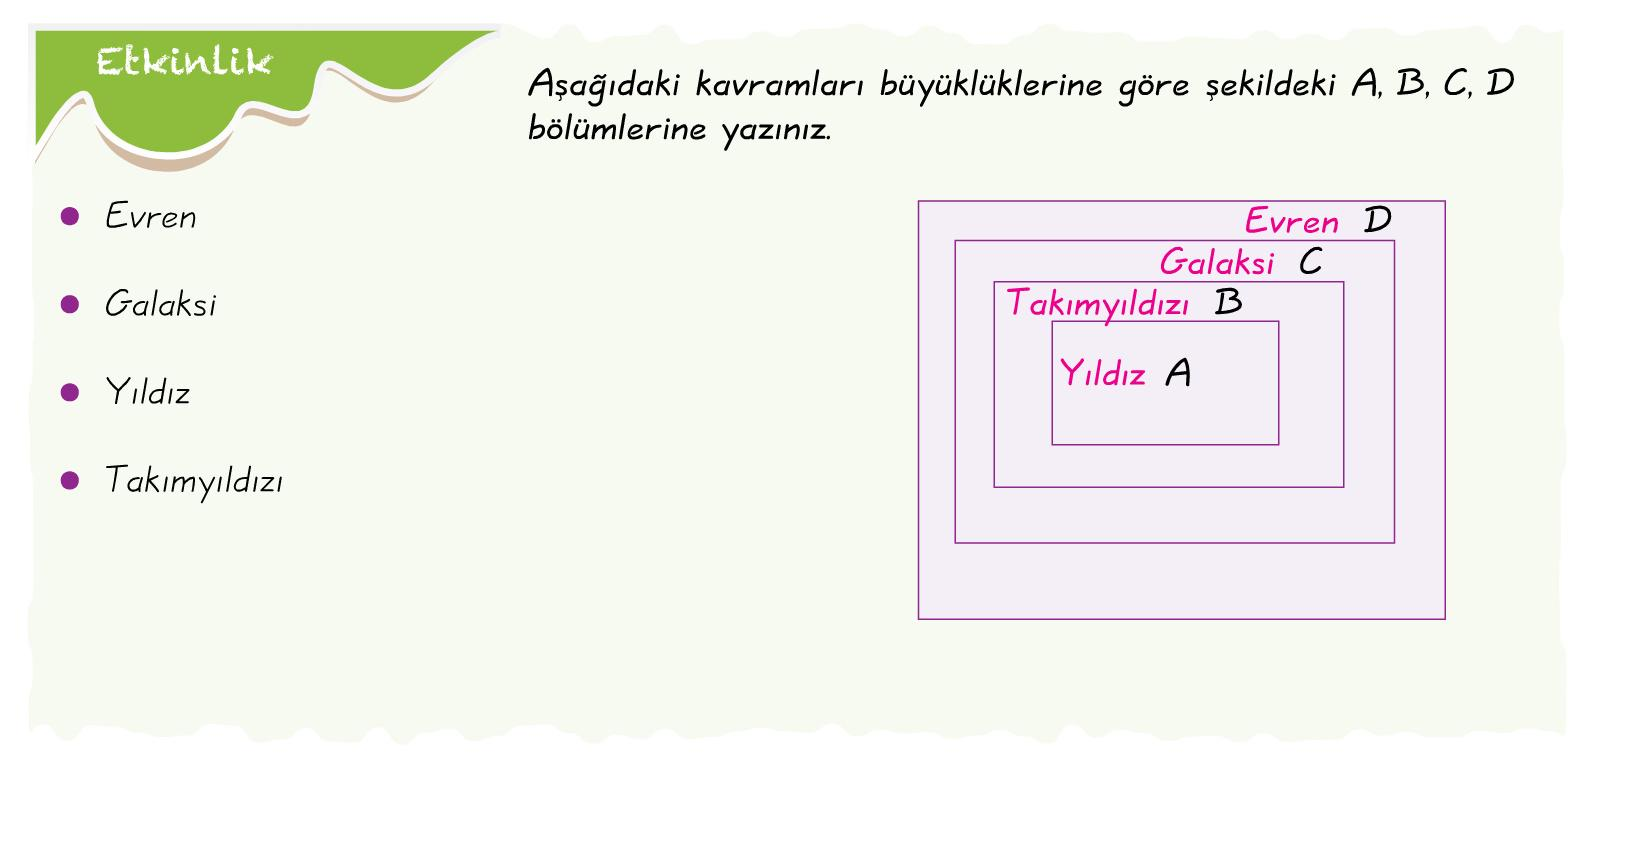 Etkinlik
Aşağıdaki kavramları büyüklüklerine göre şekildeki A, B, C, D
bölümlerine yazınız.
Evren
Galaksi
Yıldız
Takımyıldızı
Evren D
Galaksi C
Takımyıldızı B
Yıldız A